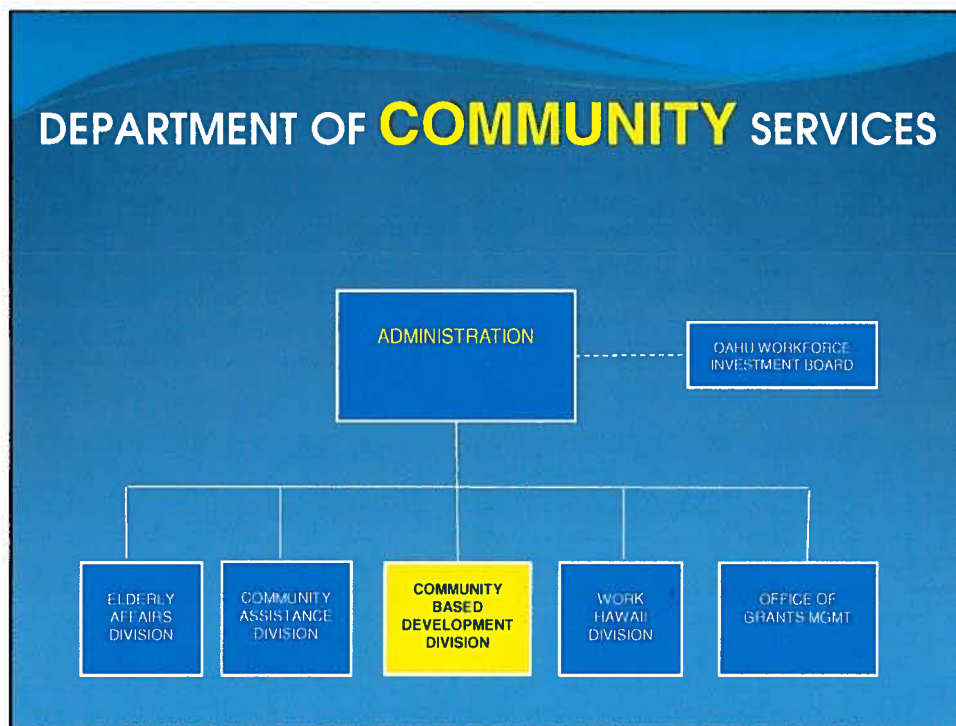 DEPARTMENT OF COMMUNITY SERVICES
ADMINISTRATION
OAHU WORKFORCE
INVESTMENT BOARD
ELDERLY
AFFAIRS
DIVISION
COMMUNITY
ASSISTANCE
DIVISION
COMMUNITY
BASED
DEVELOPMENT
DIVISION
WORK
HAWAII
DIVISION
OFFICE OF
GRANTS MGMT